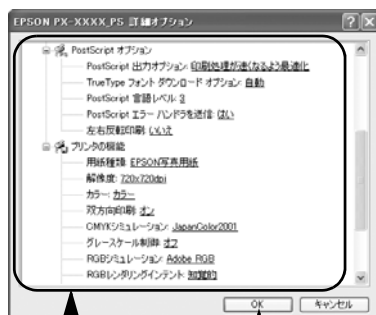 EPSON PX-XXXX_PS 詳細オプション
PostScript オプション
PostScript 出力オプション: 印刷処理が速くなるよう最適化
TrueType フォント ダウンロード オプション: 自動
PostScript 言語レベル: 3
PostScript エラー ハンドラを送信: はい
左右反転印刷: いいえ
プリンタの機能
用紙種類: EPSON写真用紙
解像度: 720x720dpi
カラー: カラー
双方向印刷: オン
CMYKシミュレーション: JapanColor2001
グレースケール制御: オフ
RGBシミュレーション: Adobe RGB
RGBレンダリングインテント: 知覚的
OK キャンセル